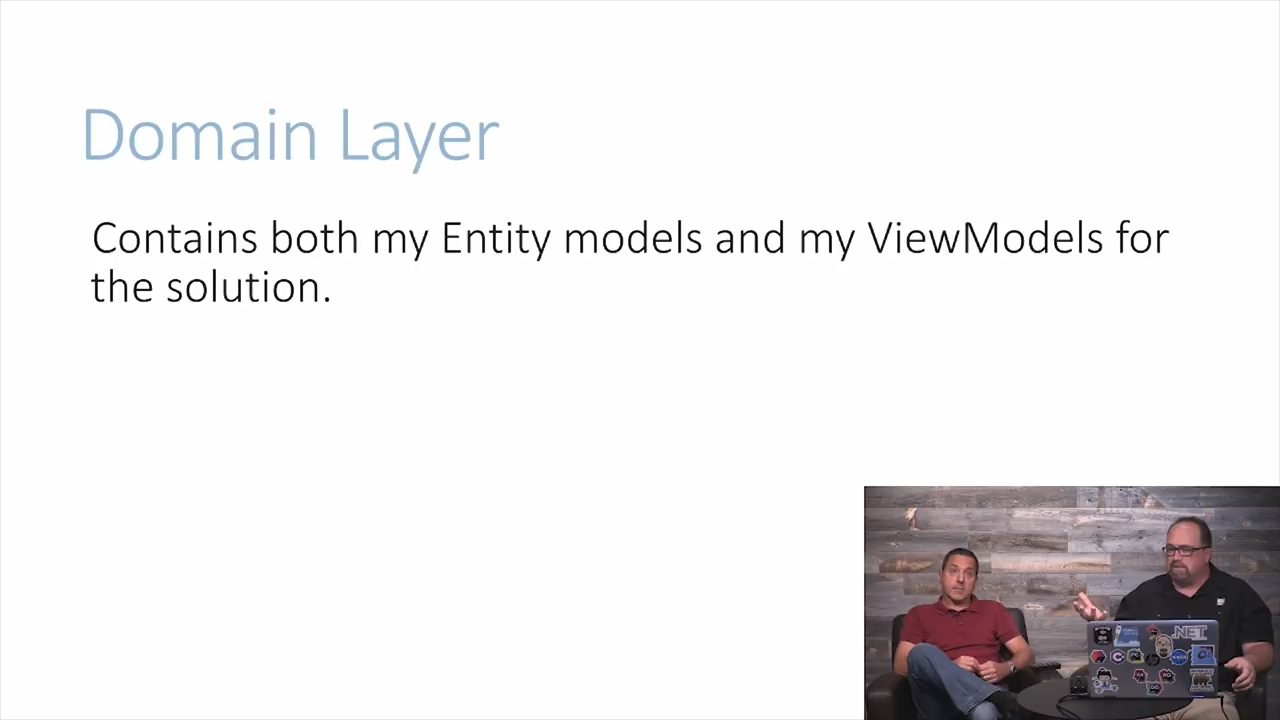 Domain Layer
Contains both my Entity models and my ViewModels for
the solution.
.NET